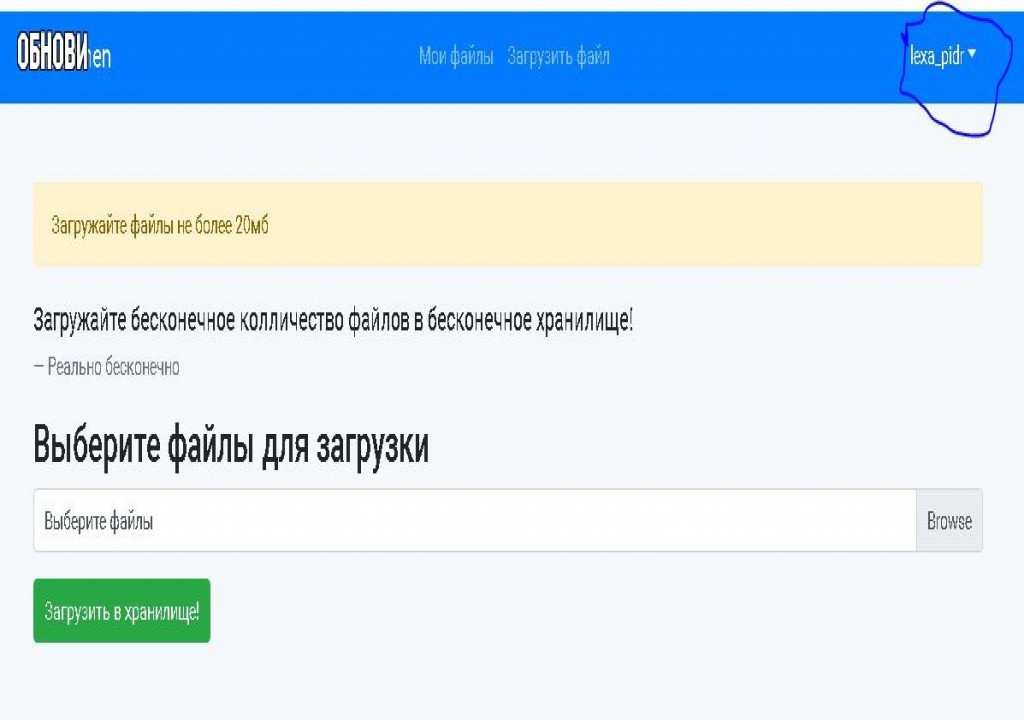 ОБНОВИ en
Мои файлы Загрузить файл
lexa_pidr
Загружайте файлы не более 20мб
Загружайте бесконечное колличество файлов в бесконечное хранилище!
– Реально бесконечно
Выберите файлы для загрузки
Выберите файлы Browse
Загрузить в хранилище!